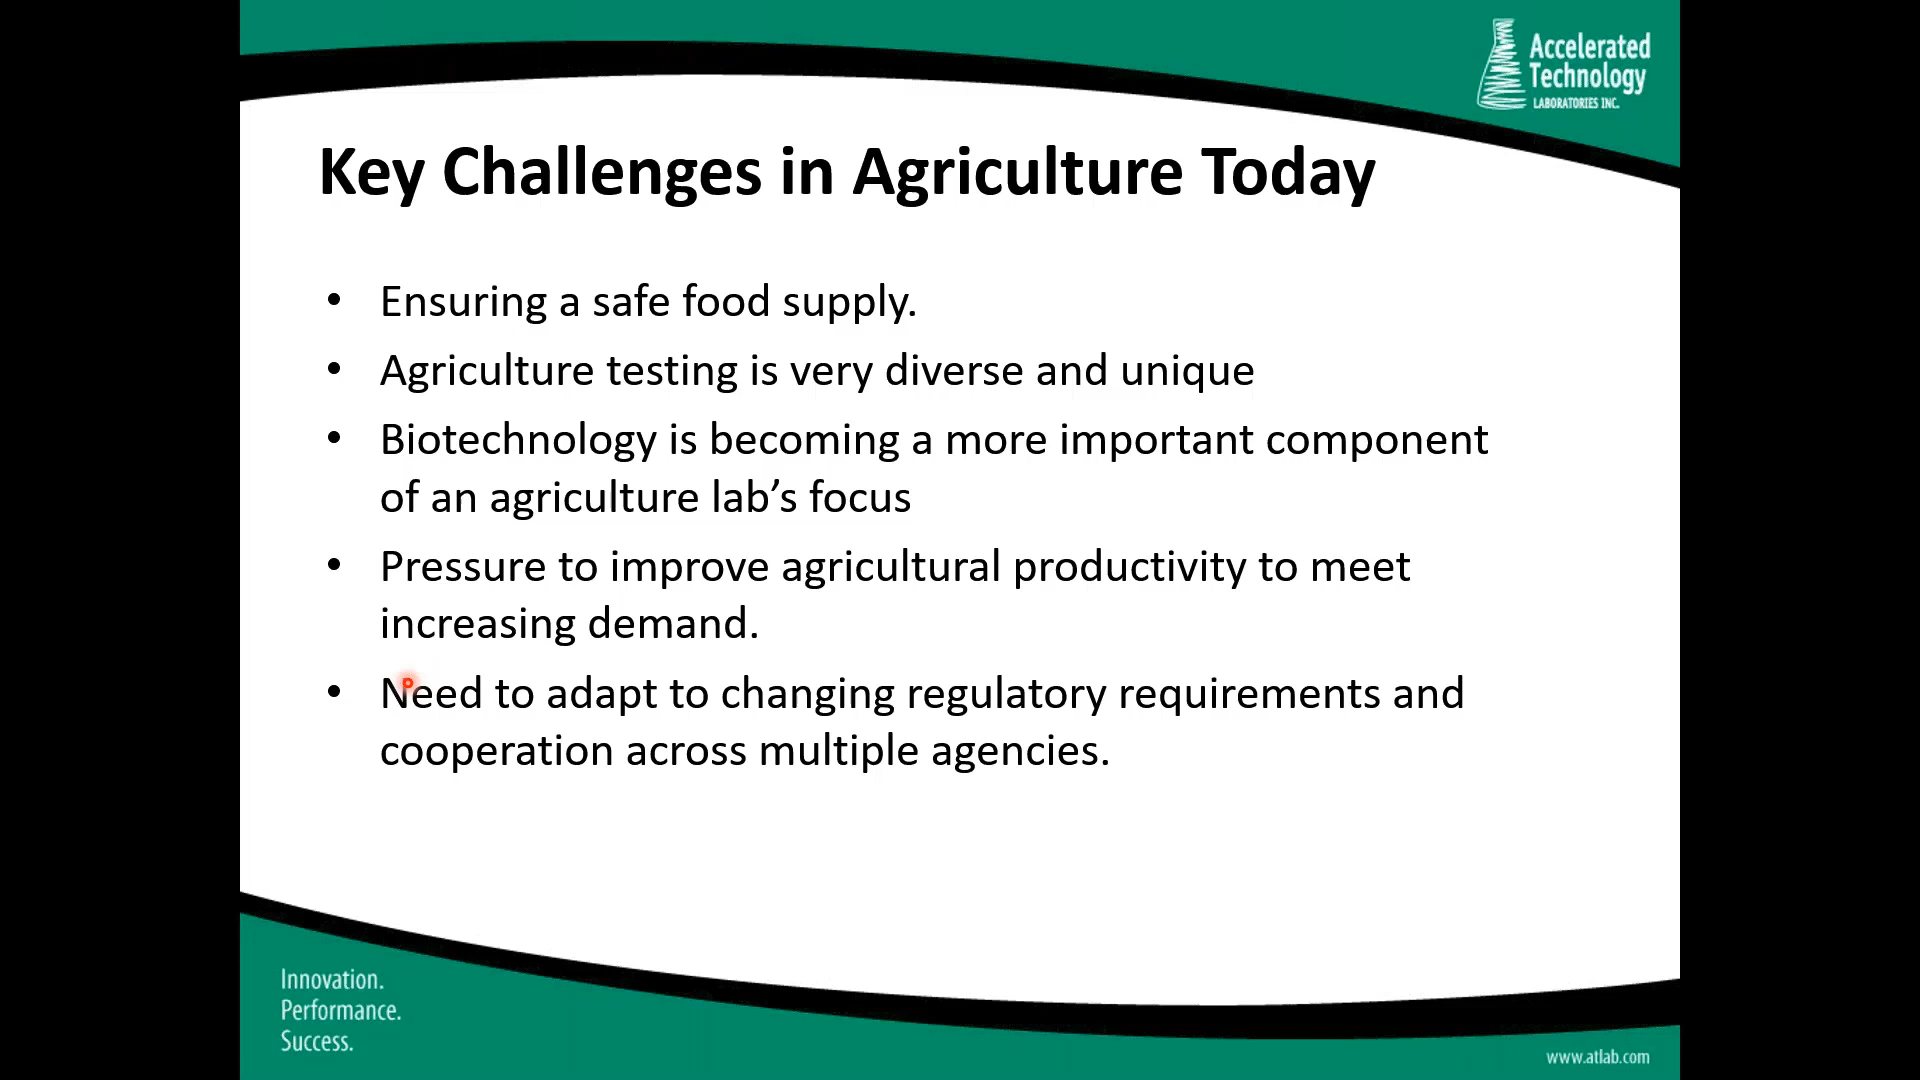 Accelerated
Technology
LABORATORIES INC.
Key Challenges in Agriculture Today
• Ensuring a safe food supply.
• Agriculture testing is very diverse and unique
• Biotechnology is becoming a more important component
of an agriculture lab’s focus
• Pressure to improve agricultural productivity to meet
increasing demand.
• Need to adapt to changing regulatory requirements and
cooperation across multiple agencies.
Innovation.
Performance.
Success.
www.atlab.com